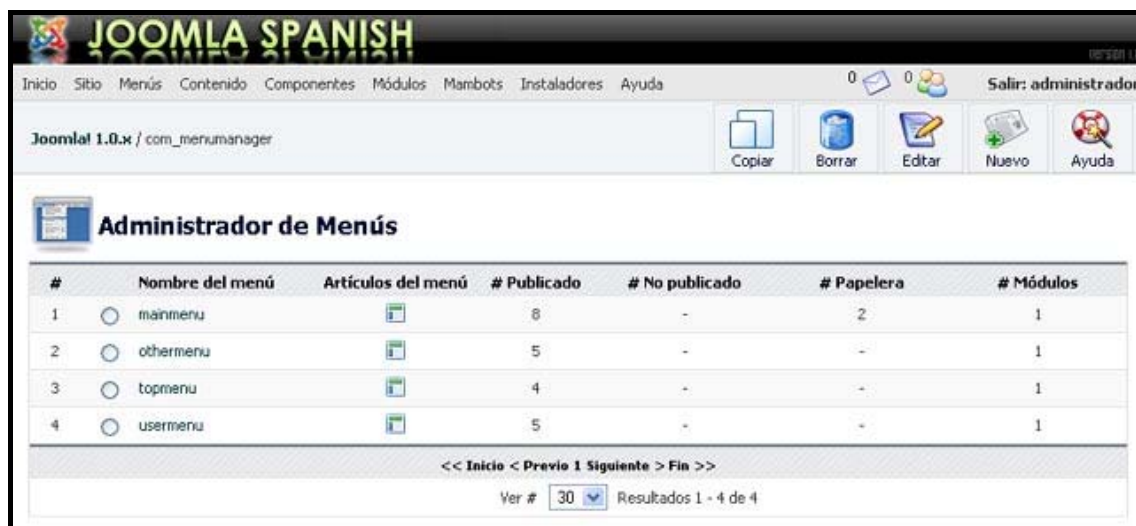 JOOMLA SPANISH
Inicio Sitio Menús Contenido Componentes Módulos Mambots Instaladores Ayuda 0 0 Salir: administrador
Joomla! 1.0.x / com_menumanager
Copiar Borrar Editar Nuevo Ayuda
Administrador de Menús
# Nombre del menú Artículos del menú # Publicado # No publicado # Papelera # Módulos
1 mainmenu 8 - 2 1
2 othermenu 5 - - 1
3 topmenu 4 - - 1
4 usermenu 5 - - 1
<< Inicio < Previo 1 Siguiente > Fin >>
Ver # 30 Resultados 1 - 4 de 4